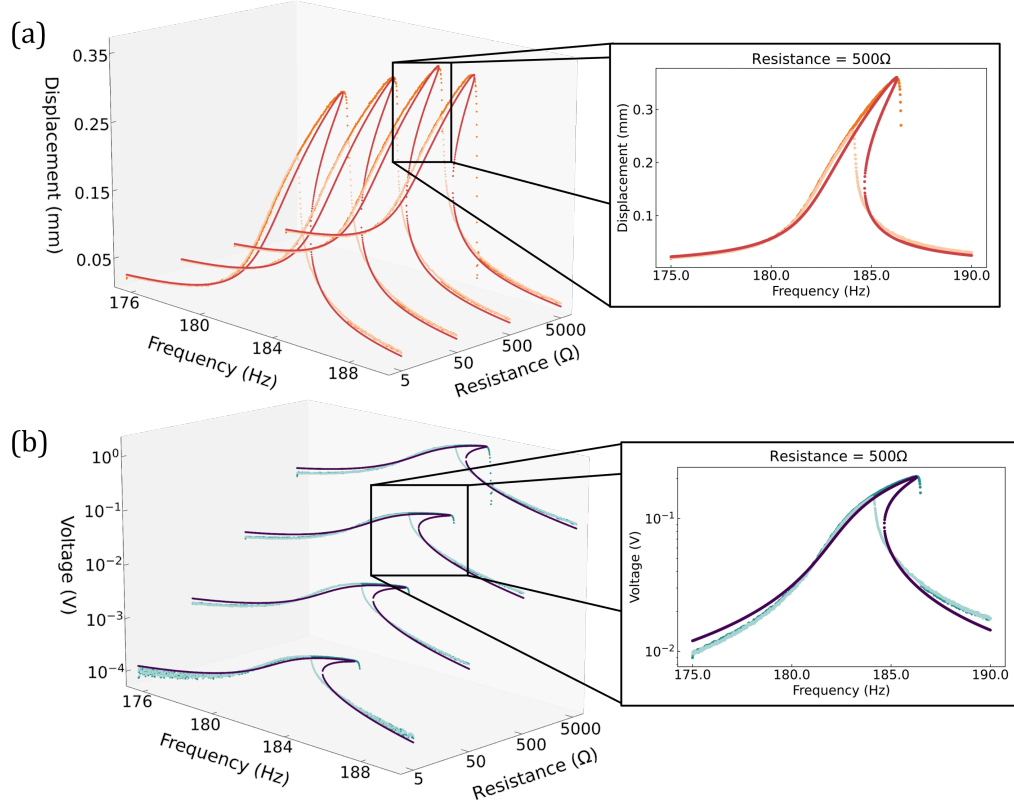 (a)
Displacement (mm)
0.35
0.25
0.15
0.05
176
180
184
188
Frequency (Hz)
5
50
500
5000
Resistance (Ω)
Resistance = 500Ω
Displacement (mm)
0.3
0.2
0.1
175.0
180.0
185.0
190.0
Frequency (Hz)
(b)
Voltage (V)
10⁰
10⁻¹
10⁻²
10⁻³
10⁻⁴
176
180
184
188
Frequency (Hz)
5
50
500
5000
Resistance (Ω)
Resistance = 500Ω
Voltage (V)
10⁻¹
10⁻²
175.0
180.0
185.0
190.0
Frequency (Hz)